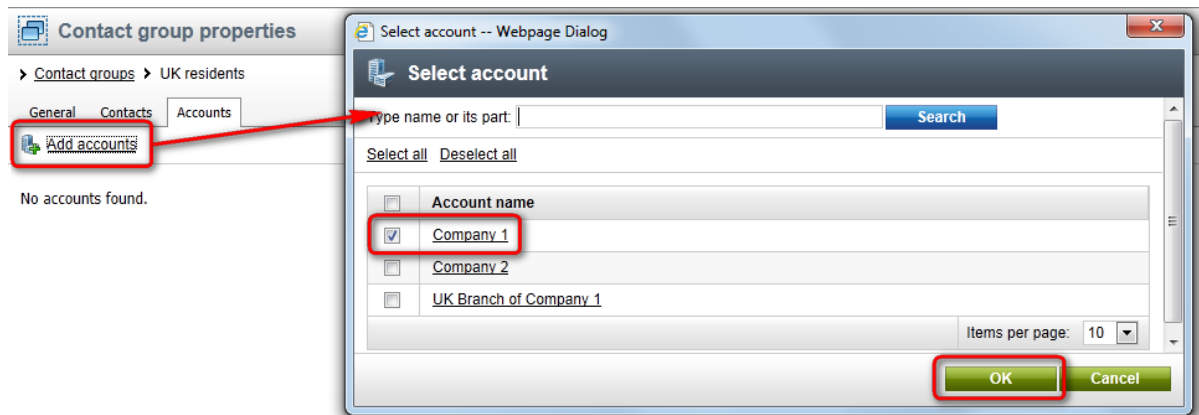 Contact group properties
> Contact groups > UK residents
General Contacts Accounts
Add accounts
No accounts found.
Select account -- Webpage Dialog
Select account
Type name or its part: Search
Select all Deselect all
Account name
Company 1
Company 2
UK Branch of Company 1
Items per page: 10
OK Cancel